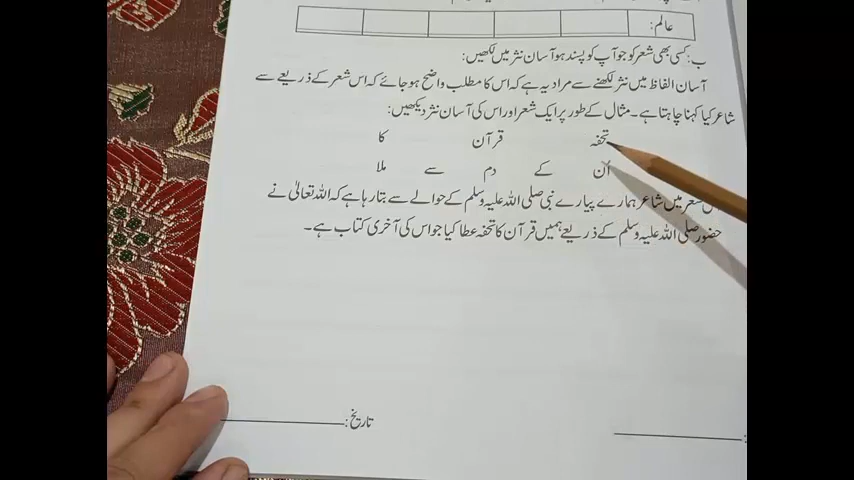 عالم:
ب: کسی بھی شعر کو جو آپ کو پسند ہو آسان نثر میں لکھیں:
آسان الفاظ میں نثر لکھنے سے مراد یہ ہے کہ اس کا مطلب واضح ہو جائے کہ اس شعر کے ذریعے سے
شاعر کیا کہنا چاہتا ہے۔ مثال کے طور پر ایک شعر اور اس کی آسان نثر دیکھیں:
تحفہ قرآن کا
اُن کے دم سے ملا
شعر میں شاعر ہمارے پیارے نبی صلی اللہ علیہ وسلم کے حوالے سے بتا رہا ہے کہ اللہ تعالیٰ نے
حضور صلی اللہ علیہ وسلم کے ذریعے ہمیں قرآن کا تحفہ عطا کیا جو اس کی آخری کتاب ہے۔
تاریخ: